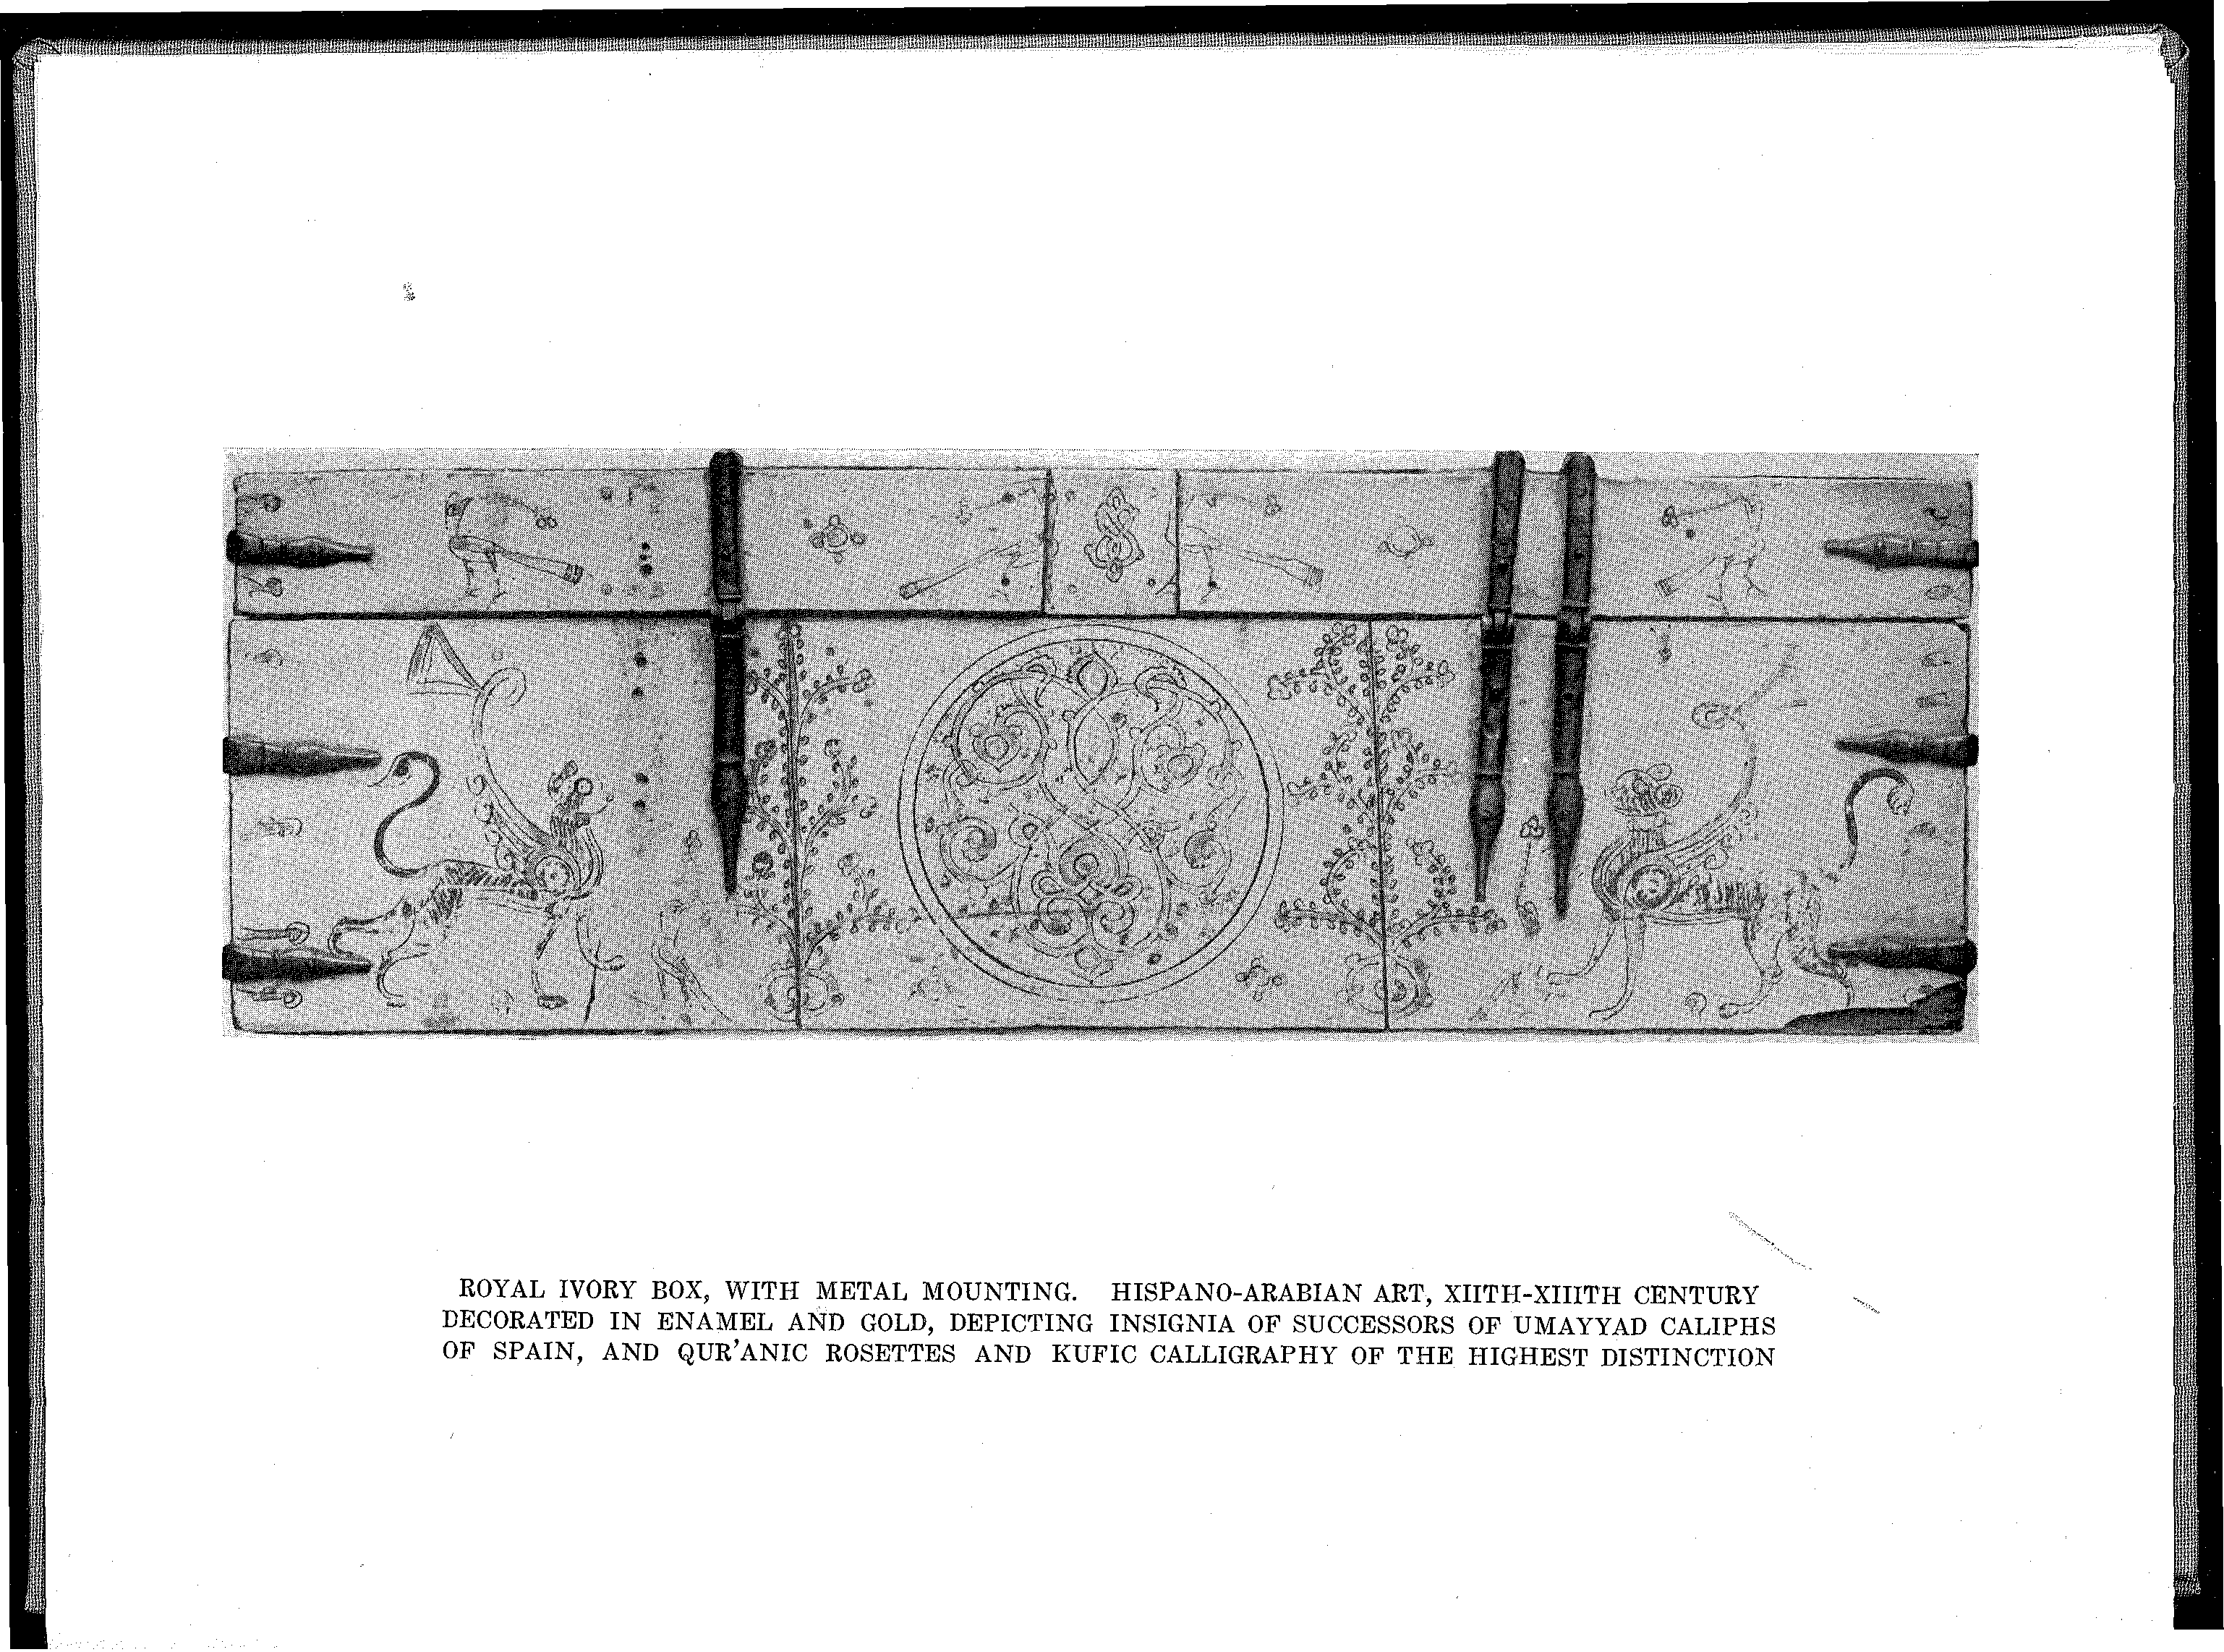 ROYAL IVORY BOX, WITH METAL MOUNTING. HISPANO-ARABIAN ART, XIITH-XIIITH CENTURY
DECORATED IN ENAMEL AND GOLD, DEPICTING INSIGNIA OF SUCCESSORS OF UMAYYAD CALIPHS
OF SPAIN, AND QUR'ANIC ROSETTES AND KUFIC CALLIGRAPHY OF THE HIGHEST DISTINCTION